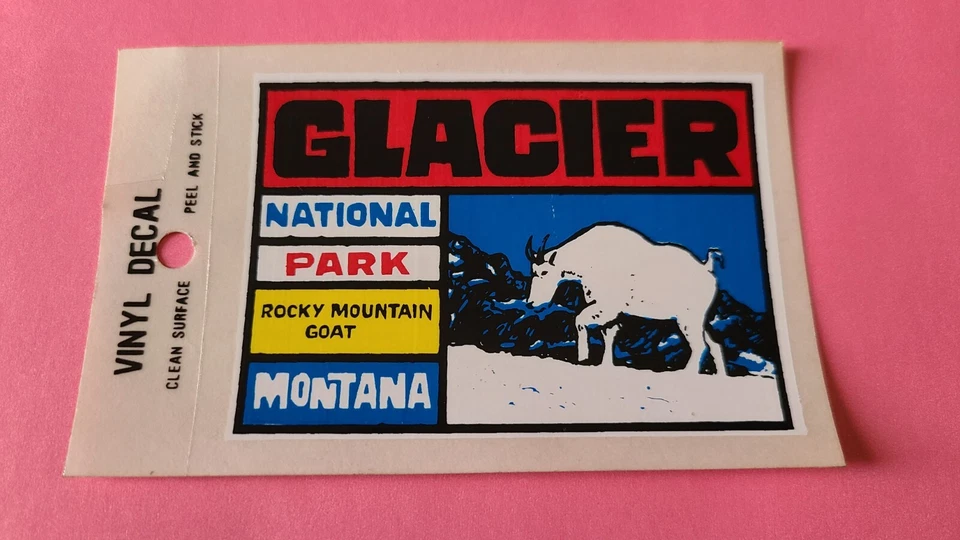 VINYL DECAL
CLEAN SURFACE PEEL AND STICK
GLACIER
NATIONAL
PARK
ROCKY MOUNTAIN
GOAT
MONTANA